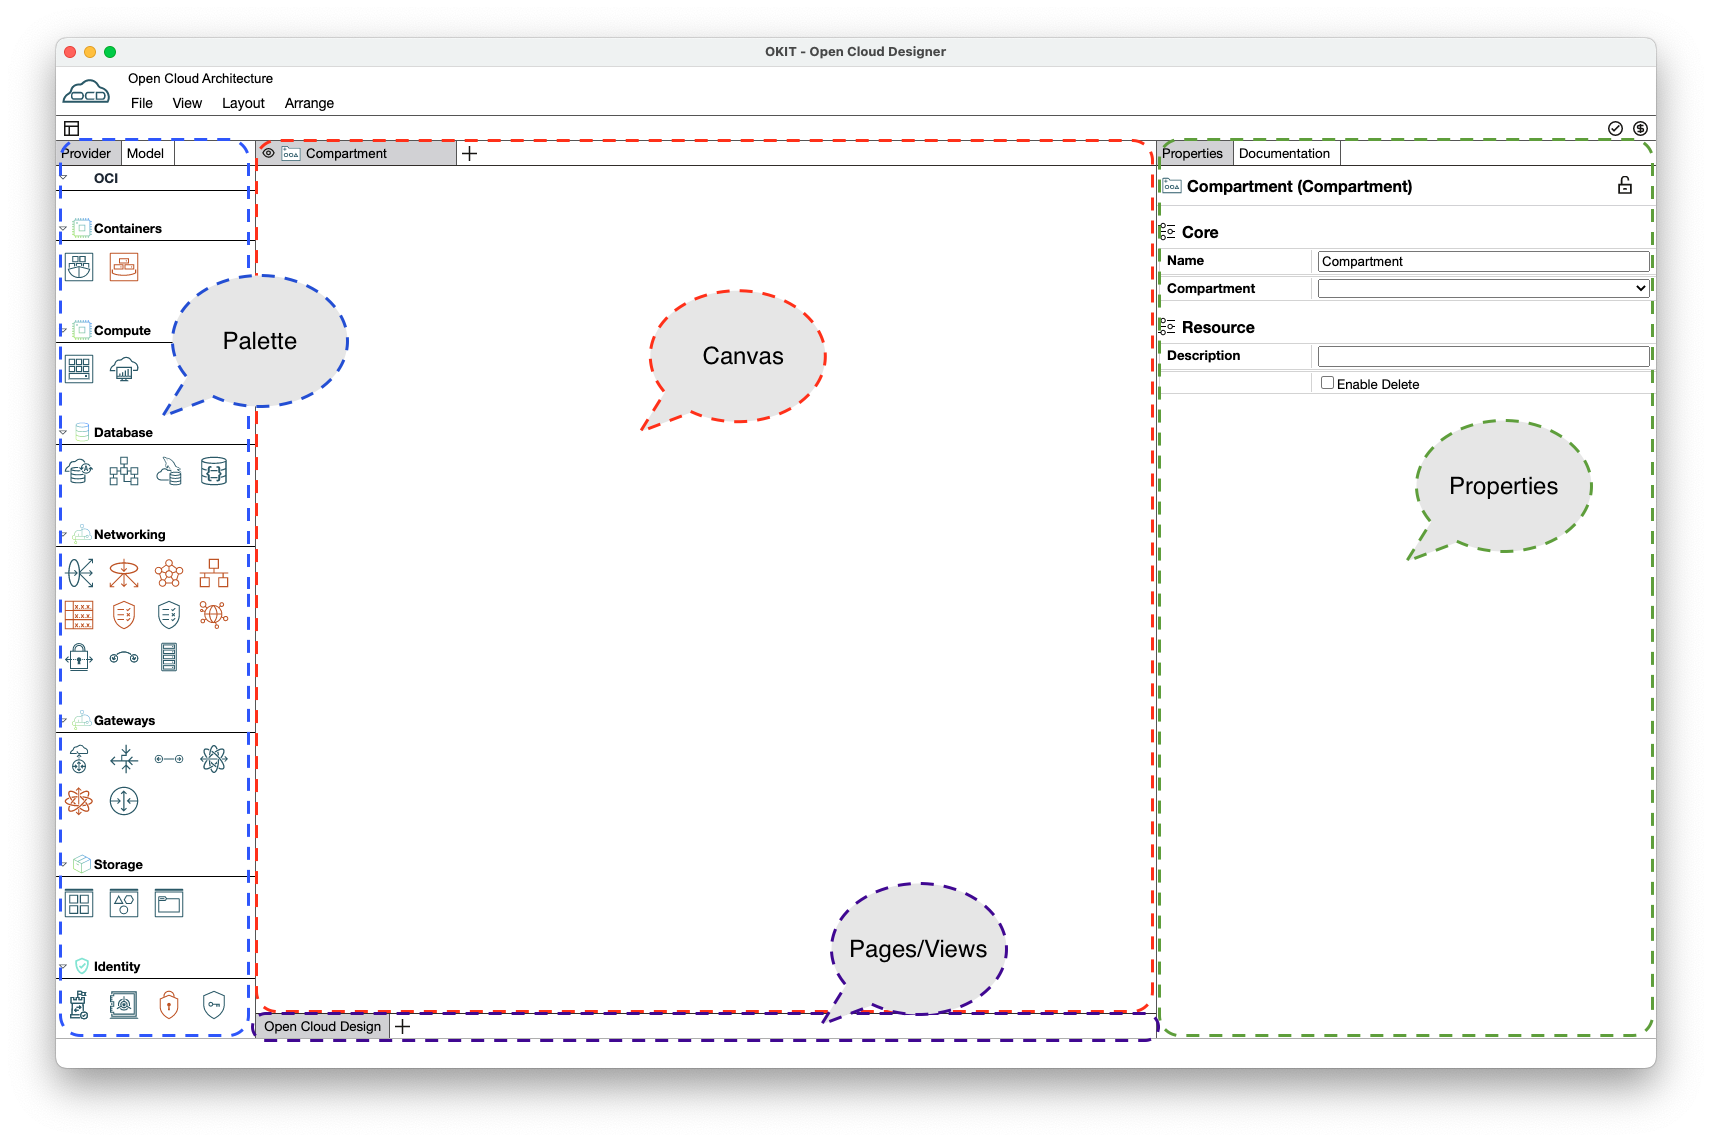 OKIT - Open Cloud Designer
OCD
Open Cloud Architecture
File View Layout Arrange
Provider Model
Compartment
Properties Documentation
OCI
Containers
Compute
Database
Networking
Gateways
Storage
Identity
Palette
Canvas
Pages/Views
Open Cloud Design
Compartment (Compartment)
Core
Name Compartment
Compartment
Resource
Description
Enable Delete
Properties